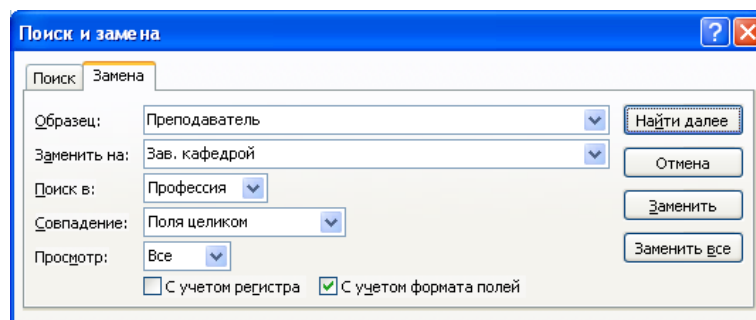 Поиск и замена
Поиск Замена
Образец: Преподаватель Найти далее
Заменить на: Зав. кафедрой Отмена
Поиск в: Профессия Заменить
Совпадение: Поля целиком Заменить все
Просмотр: Все
С учетом регистра С учетом формата полей